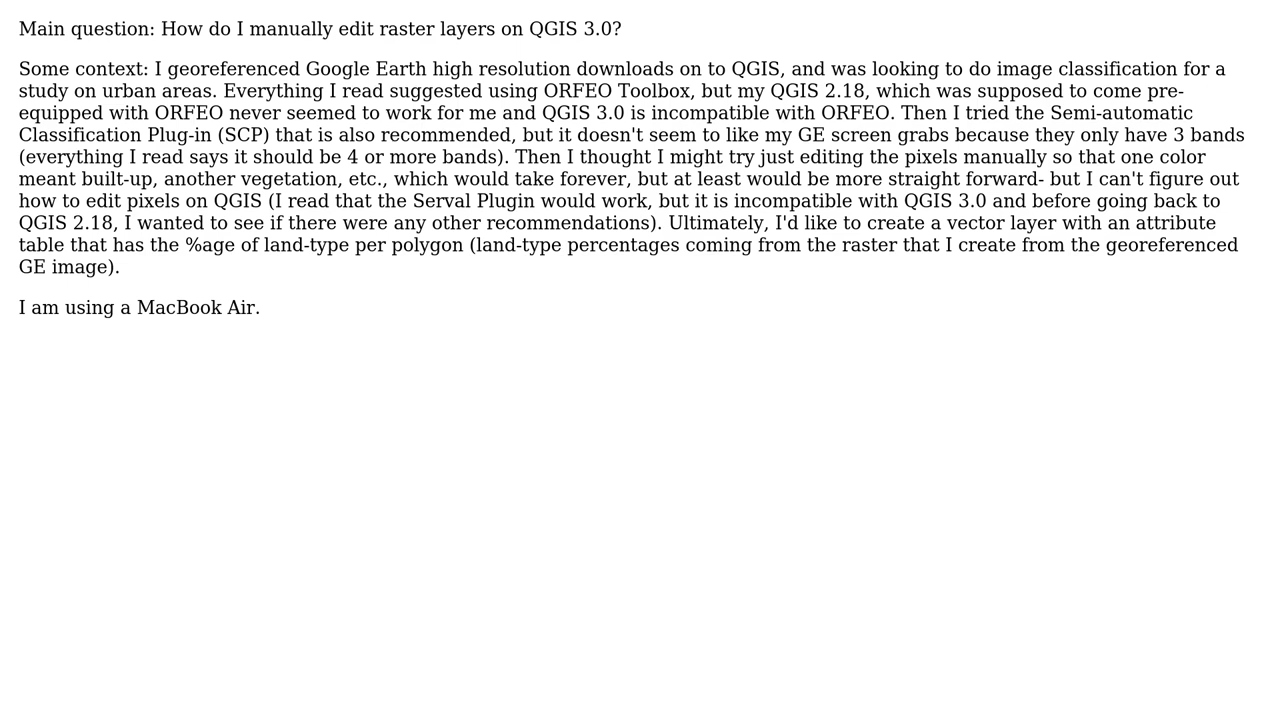 Main question: How do I manually edit raster layers on QGIS 3.0?
Some context: I georeferenced Google Earth high resolution downloads on to QGIS, and was looking to do image classification for a
study on urban areas. Everything I read suggested using ORFEO Toolbox, but my QGIS 2.18, which was supposed to come pre-
equipped with ORFEO never seemed to work for me and QGIS 3.0 is incompatible with ORFEO. Then I tried the Semi-automatic
Classification Plug-in (SCP) that is also recommended, but it doesn't seem to like my GE screen grabs because they only have 3 bands
(everything I read says it should be 4 or more bands). Then I thought I might try just editing the pixels manually so that one color
meant built-up, another vegetation, etc., which would take forever, but at least would be more straight forward- but I can't figure out
how to edit pixels on QGIS (I read that the Serval Plugin would work, but it is incompatible with QGIS 3.0 and before going back to
QGIS 2.18, I wanted to see if there were any other recommendations). Ultimately, I'd like to create a vector layer with an attribute
table that has the %age of land-type per polygon (land-type percentages coming from the raster that I create from the georeferenced
GE image).
I am using a MacBook Air.